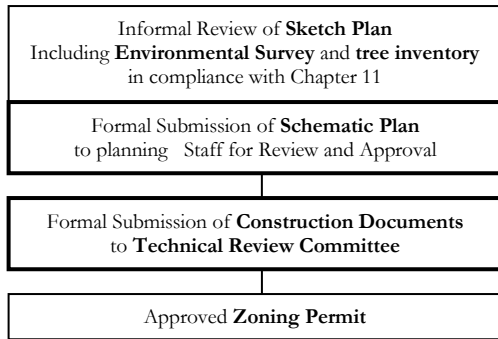 Informal Review of Sketch Plan
Including Environmental Survey and tree inventory
in compliance with Chapter 11
Formal Submission of Schematic Plan
to planning Staff for Review and Approval
Formal Submission of Construction Documents
to Technical Review Committee
Approved Zoning Permit